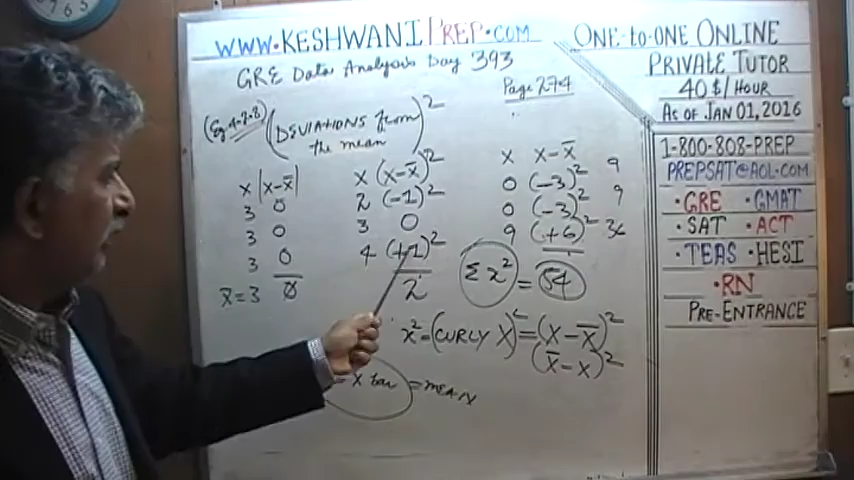 WWW.KESHWANIPREP.COM
GRE Data Analysis Day 393
Page 274
(Eg 4.2.8) (DEVIATIONS from the mean)²
x |x-x̄|
3 0
3 0
3 0
x̄=3 0
x (x-x̄)²
2 (-1)²
3 0
4 (+1)²
2
x x-x̄
0 (-3)² 9
0 (-3)² 9
9 (+6)² 36
Σx² = 54
x²=(CURLY X)²=(X-X̄)²
(X̄-X)²
X bar = MEAN
ONE-to-ONE ONLINE
PRIVATE TUTOR
40$/HOUR
AS OF JAN 01, 2016
1-800-808-PREP
PREPSAT@AOL.COM
•GRE •GMAT
•SAT •ACT
•TEAS •HESI
•RN
PRE-ENTRANCE